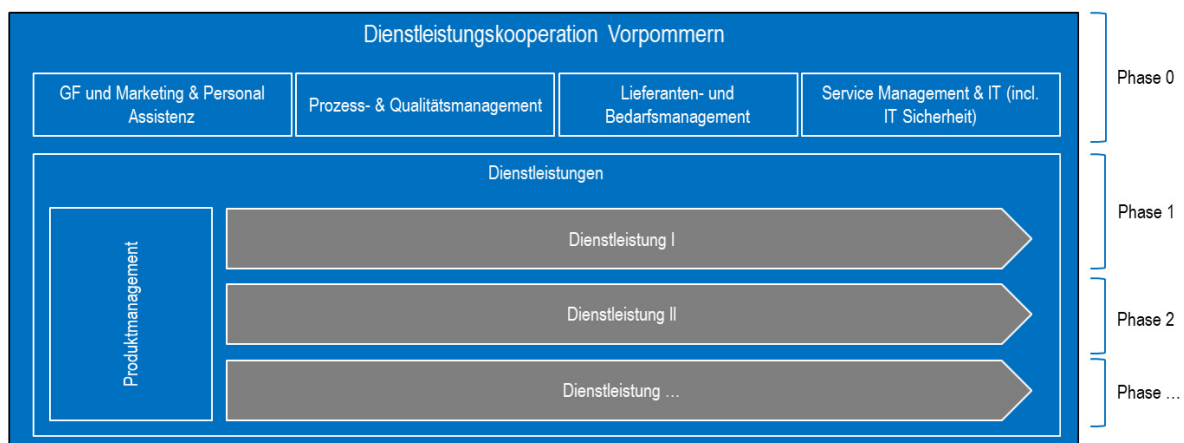 Dienstleistungskooperation Vorpommern
Phase 0
GF und Marketing & Personal
Assistenz
Prozess- & Qualitätsmanagement
Lieferanten- und
Bedarfsmanagement
Service Management & IT (incl.
IT Sicherheit)
Dienstleistungen
Phase 1
Produktmanagement
Dienstleistung I
Dienstleistung II
Phase 2
Dienstleistung …
Phase …